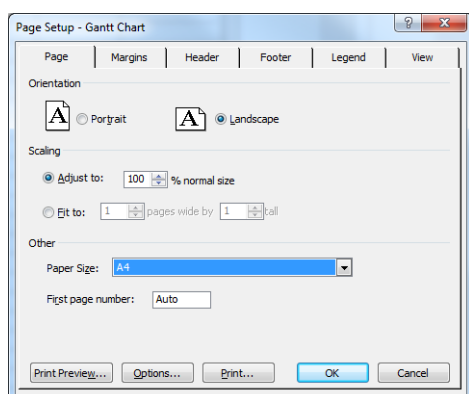 Page Setup - Gantt Chart
Page Margins Header Footer Legend View
Orientation
A Portrait A Landscape
Scaling
Adjust to: 100 % normal size
Fit to: 1 pages wide by 1 tall
Other
Paper Size: A4
First page number: Auto
Print Preview... Options... Print... OK Cancel